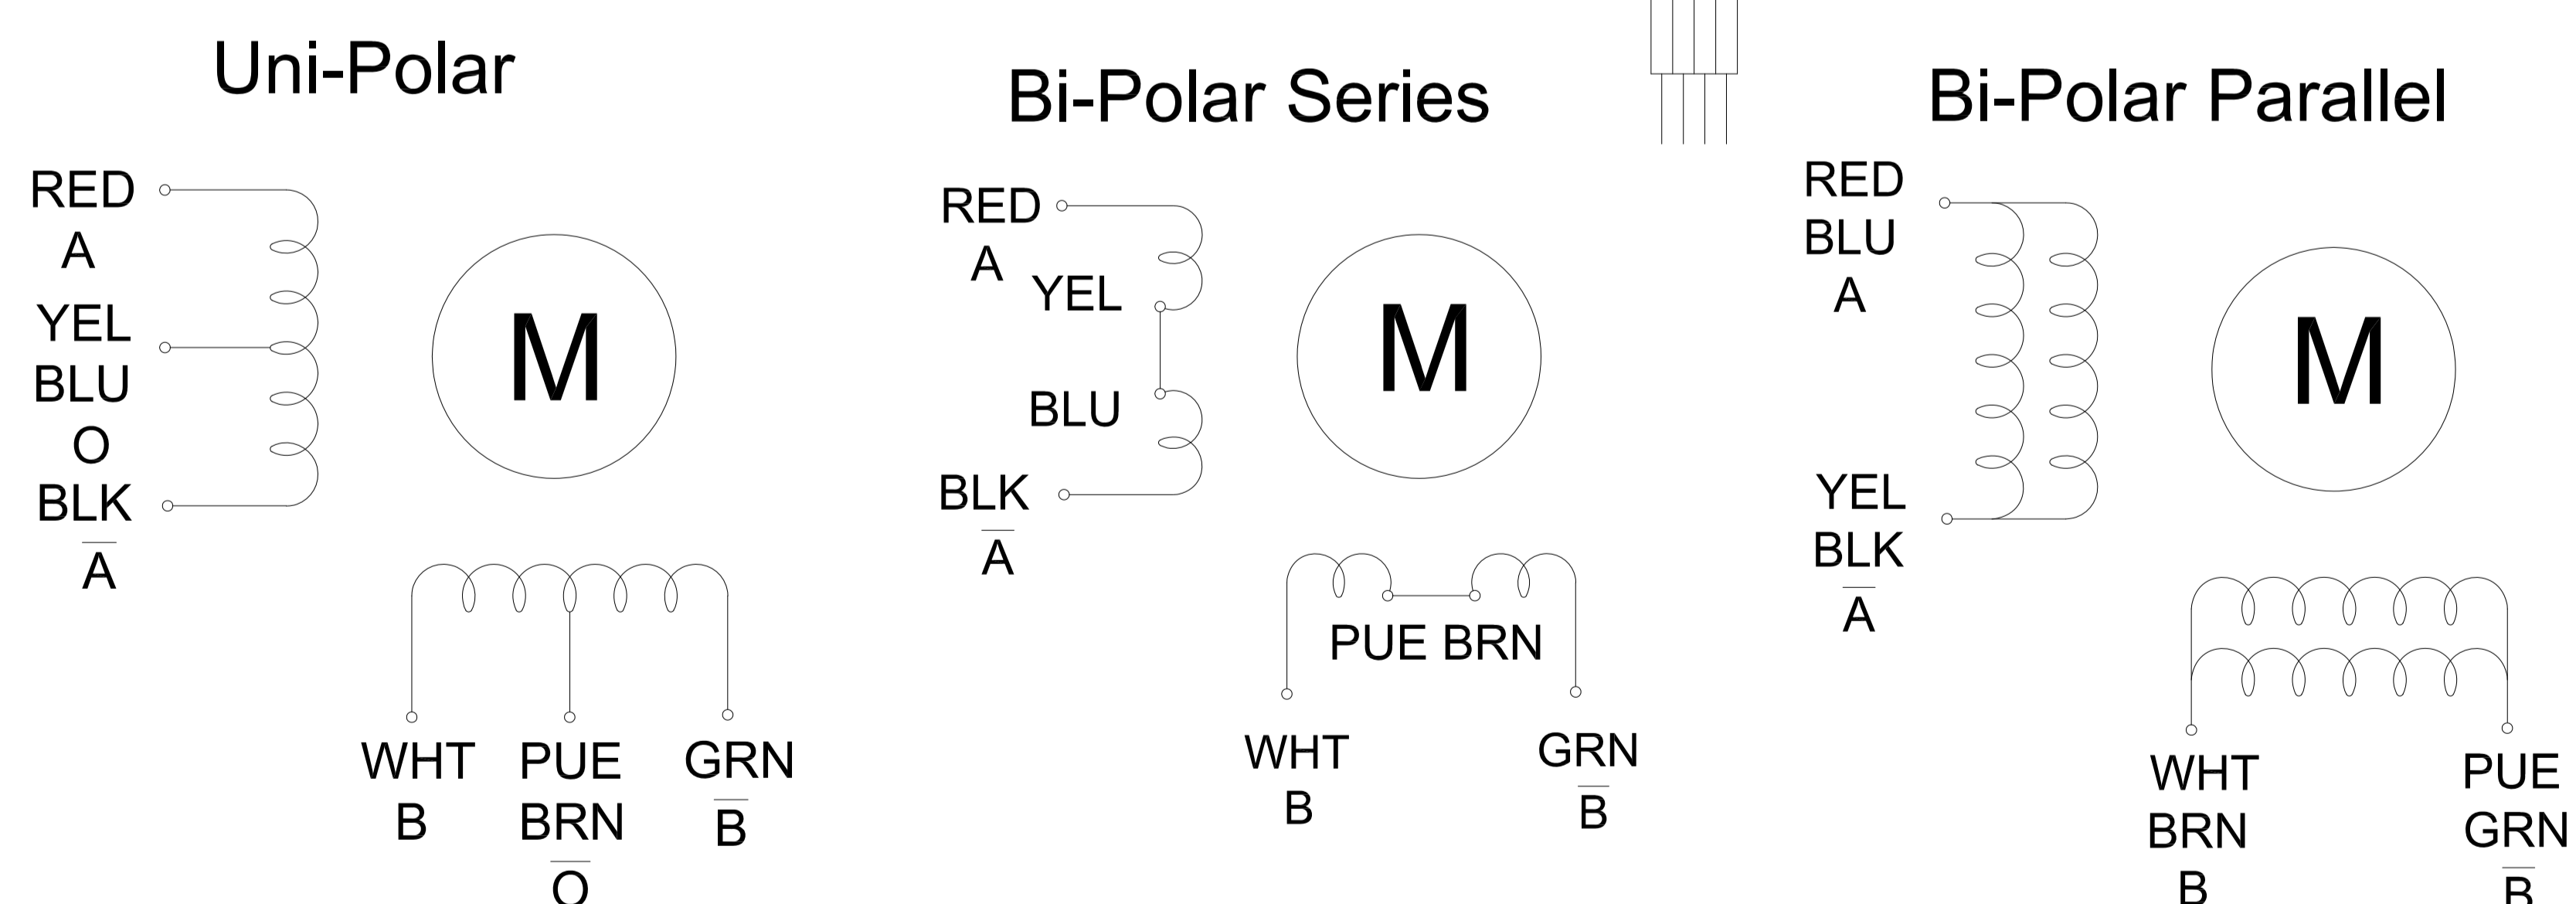 Uni-Polar
RED
A
YEL
BLU
O
BLK
A̅
M
WHT
B
PUE
BRN
O̅
GRN
B̅
Bi-Polar Series
RED
A
YEL
BLU
BLK
A̅
M
PUE BRN
WHT
B
GRN
B̅
Bi-Polar Parallel
RED
BLU
A
YEL
BLK
A̅
M
WHT
BRN
B
PUE
GRN
B̅